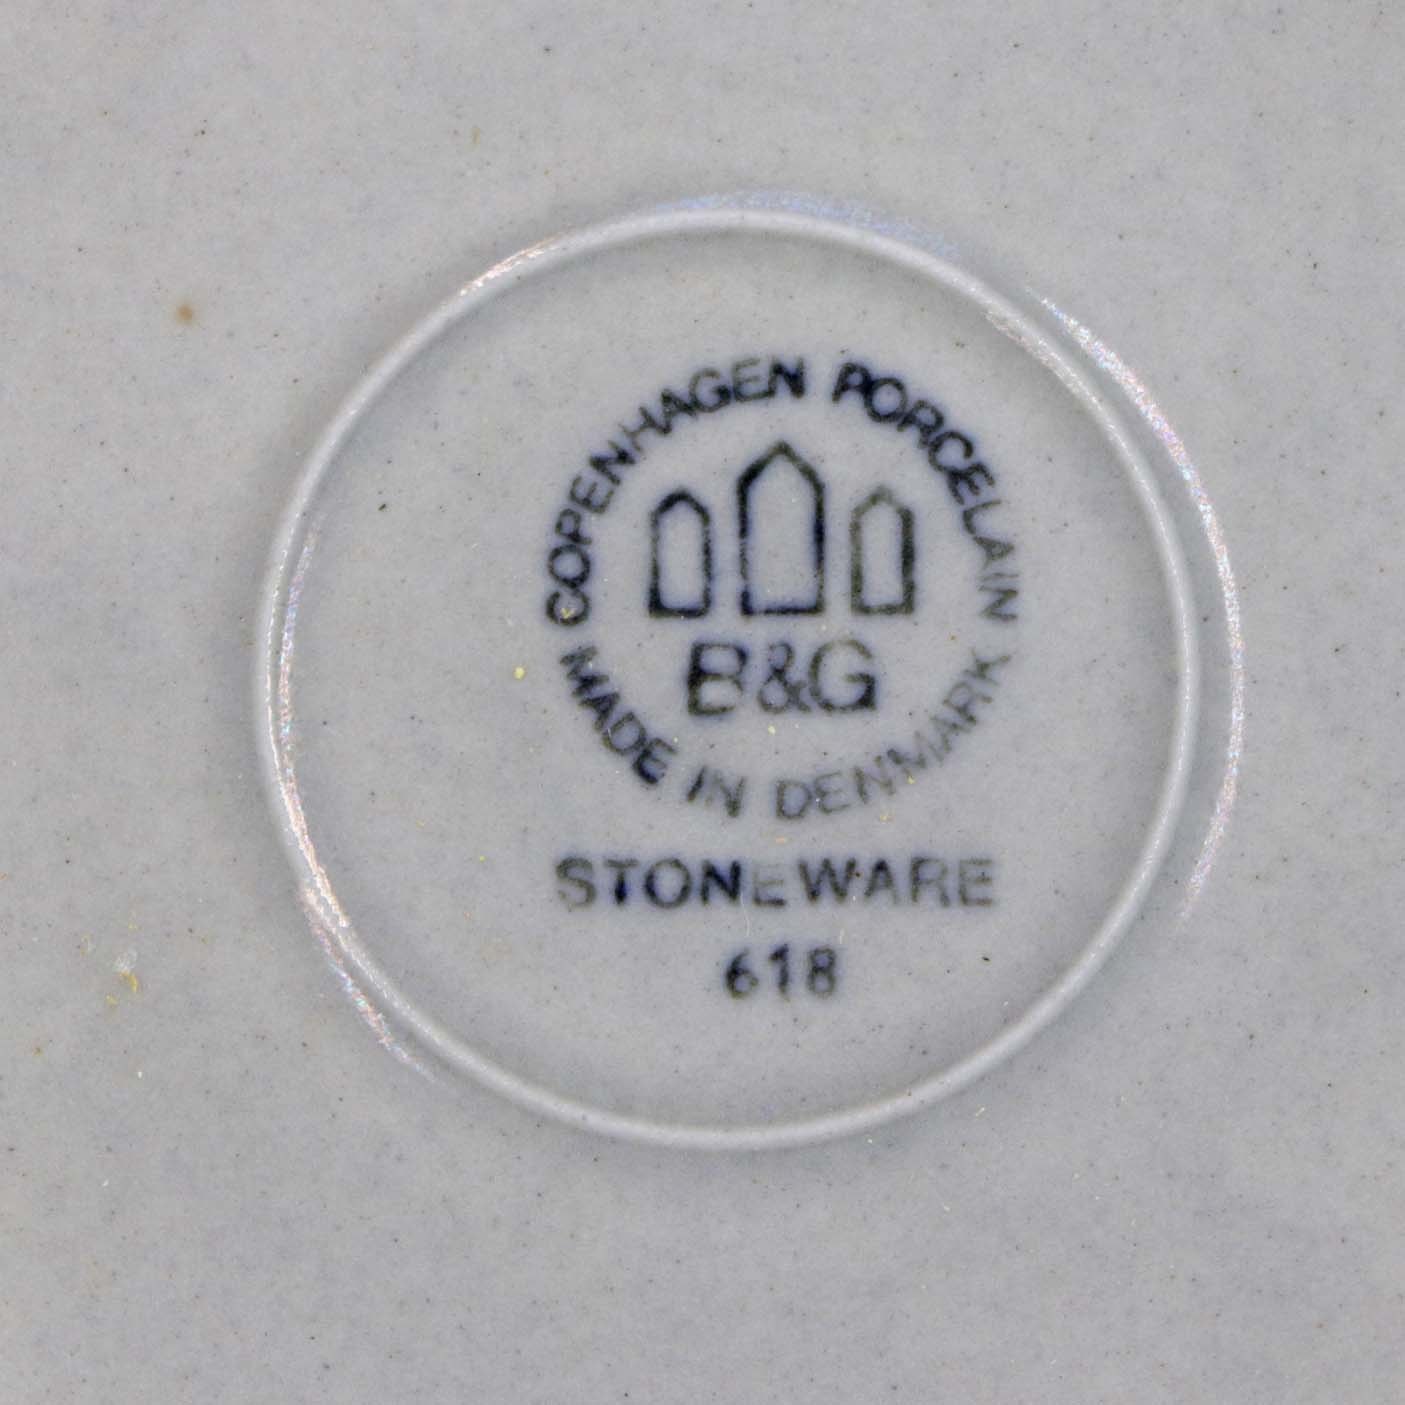 COPENHAGEN PORCELAIN
B&G
MADE IN DENMARK
STONEWARE
618